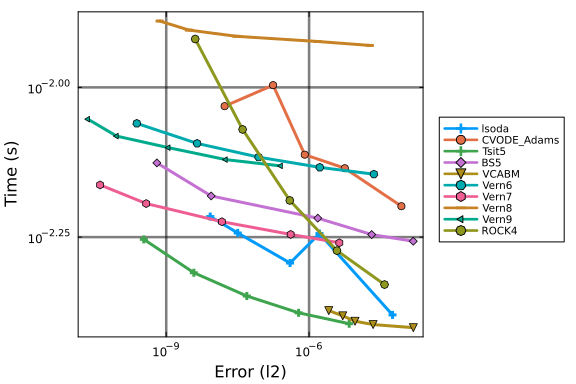 10^-2.00
10^-2.25
Time (s)
10^-9
10^-6
Error (l2)
lsoda
CVODE_Adams
Tsit5
BS5
VCABM
Vern6
Vern7
Vern8
Vern9
ROCK4